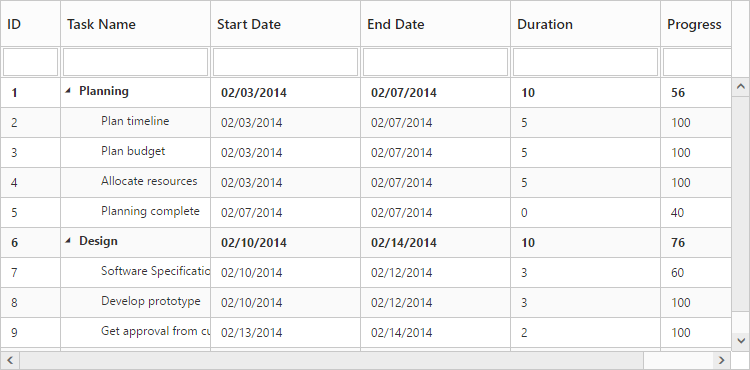 ID Task Name Start Date End Date Duration Progress
1 Planning 02/03/2014 02/07/2014 10 56
2 Plan timeline 02/03/2014 02/07/2014 5 100
3 Plan budget 02/03/2014 02/07/2014 5 100
4 Allocate resources 02/03/2014 02/07/2014 5 100
5 Planning complete 02/07/2014 02/07/2014 0 40
6 Design 02/10/2014 02/14/2014 10 76
7 Software Specificatio 02/10/2014 02/12/2014 3 60
8 Develop prototype 02/10/2014 02/12/2014 3 100
9 Get approval from cu 02/13/2014 02/14/2014 2 100